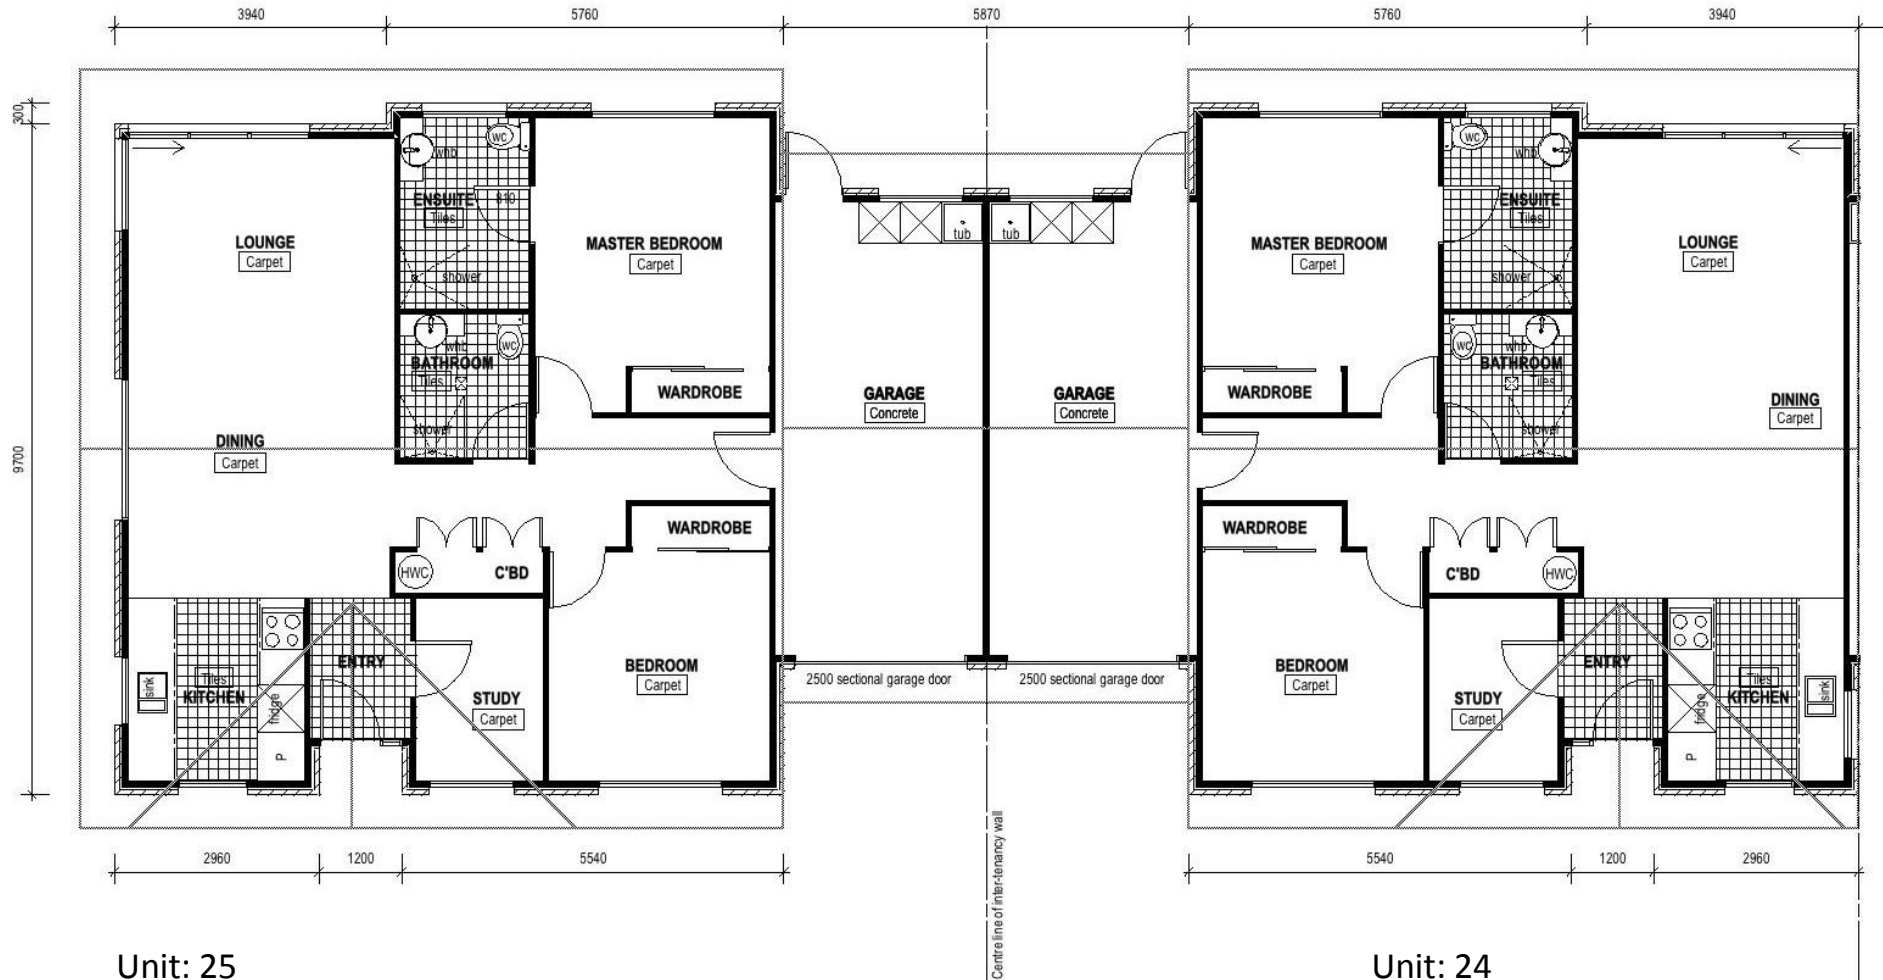 3940 5760 5870 5760 3940
300
9700
WC WC
whb whb
ENSUITE 810 ENSUITE
Tiles Tiles
tub tub
LOUNGE MASTER BEDROOM MASTER BEDROOM LOUNGE
Carpet Carpet Carpet Carpet
shower shower
WC WC
whb whb
BATHROOM BATHROOM
Tiles Tiles
WARDROBE GARAGE GARAGE WARDROBE
Concrete Concrete
DINING
Carpet
shower shower
DINING
Carpet
WARDROBE WARDROBE
HWC C'BD C'BD HWC
ENTRY BEDROOM BEDROOM ENTRY
Carpet Carpet
2500 sectional garage door 2500 sectional garage door
sink Tiles Tiles sink
KITCHEN STUDY STUDY KITCHEN
Carpet Carpet
fridge fridge
P P
2960 1200 5540 5540 1200 2960
Centre line of inter-tenancy wall
Unit: 25 Unit: 24